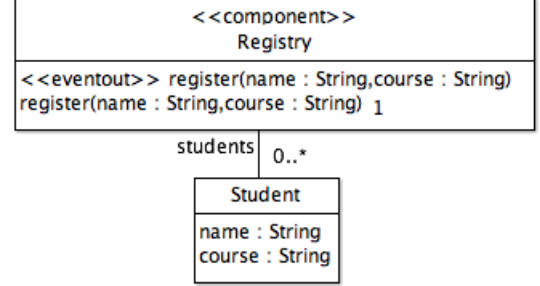 <<component>>
Registry
<<eventout>> register(name : String,course : String)
register(name : String,course : String) 1
students
0..*
Student
name : String
course : String